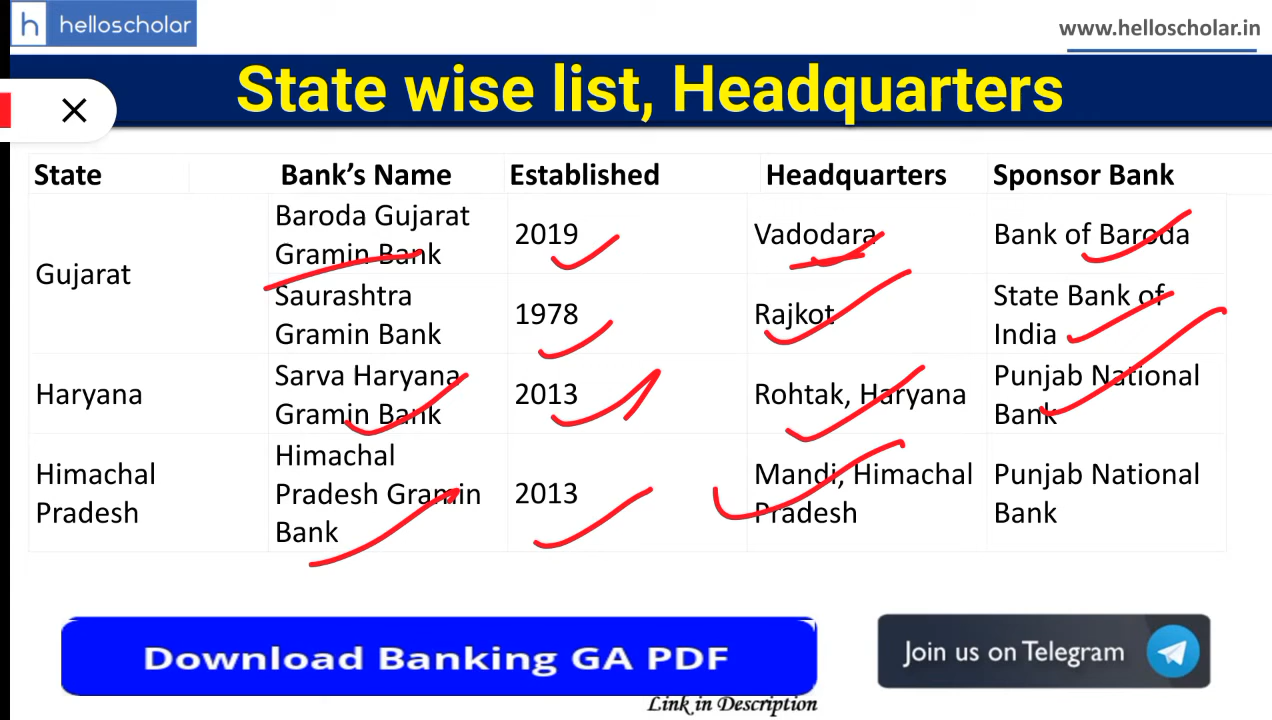 h helloscholar
www.helloscholar.in
State wise list, Headquarters
State Bank's Name Established Headquarters Sponsor Bank
Gujarat
Baroda Gujarat
Gramin Bank
2019
Vadodara
Bank of Baroda
Saurashtra
Gramin Bank
1978
Rajkot
State Bank of
India
Haryana
Sarva Haryana
Gramin Bank
2013
Rohtak, Haryana
Punjab National
Bank
Himachal
Pradesh
Himachal
Pradesh Gramin
Bank
2013
Mandi, Himachal
Pradesh
Punjab National
Bank
Download Banking GA PDF
Link in Description
Join us on Telegram